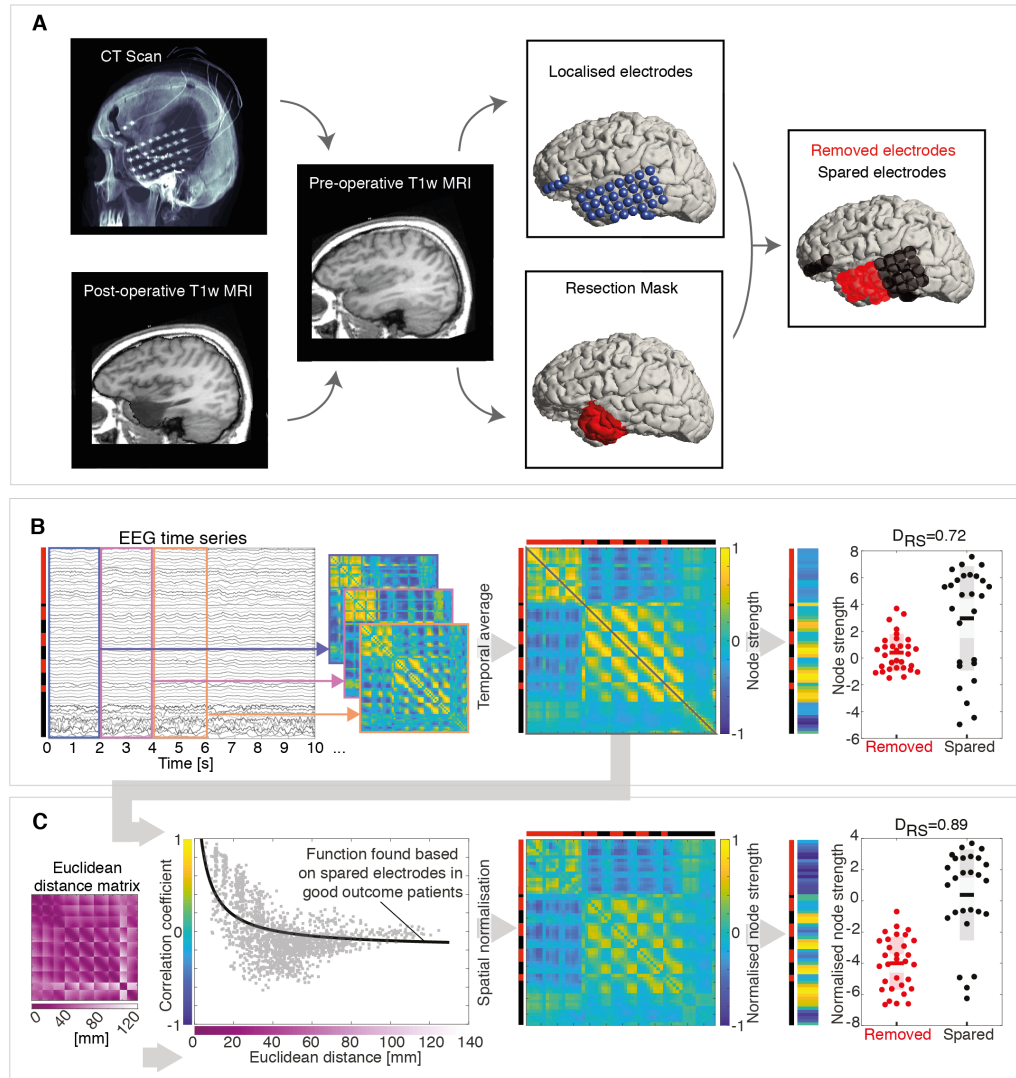 A
CT Scan
Post-operative T1w MRI
Pre-operative T1w MRI
Localised electrodes
Resection Mask
Removed electrodes
Spared electrodes
B
EEG time series
0 1 2 3 4 5 6 7 8 9 10 ...
Time [s]
Temporal average
1
0
-1
Node strength
D_RS=0.72
Node strength
8
6
4
2
0
-2
-4
-6
Removed Spared
C
Euclidean
distance matrix
0 40 80 120
[mm]
Correlation coefficient
1
0
-1
Function found based
on spared electrodes in
good outcome patients
20 40 60 80 100 120 140
Euclidean distance [mm]
Spatial normalisation
1
0
-1
Normalised node strength
D_RS=0.89
Normalised node strength
4
2
0
-2
-4
-6
-8
Removed Spared